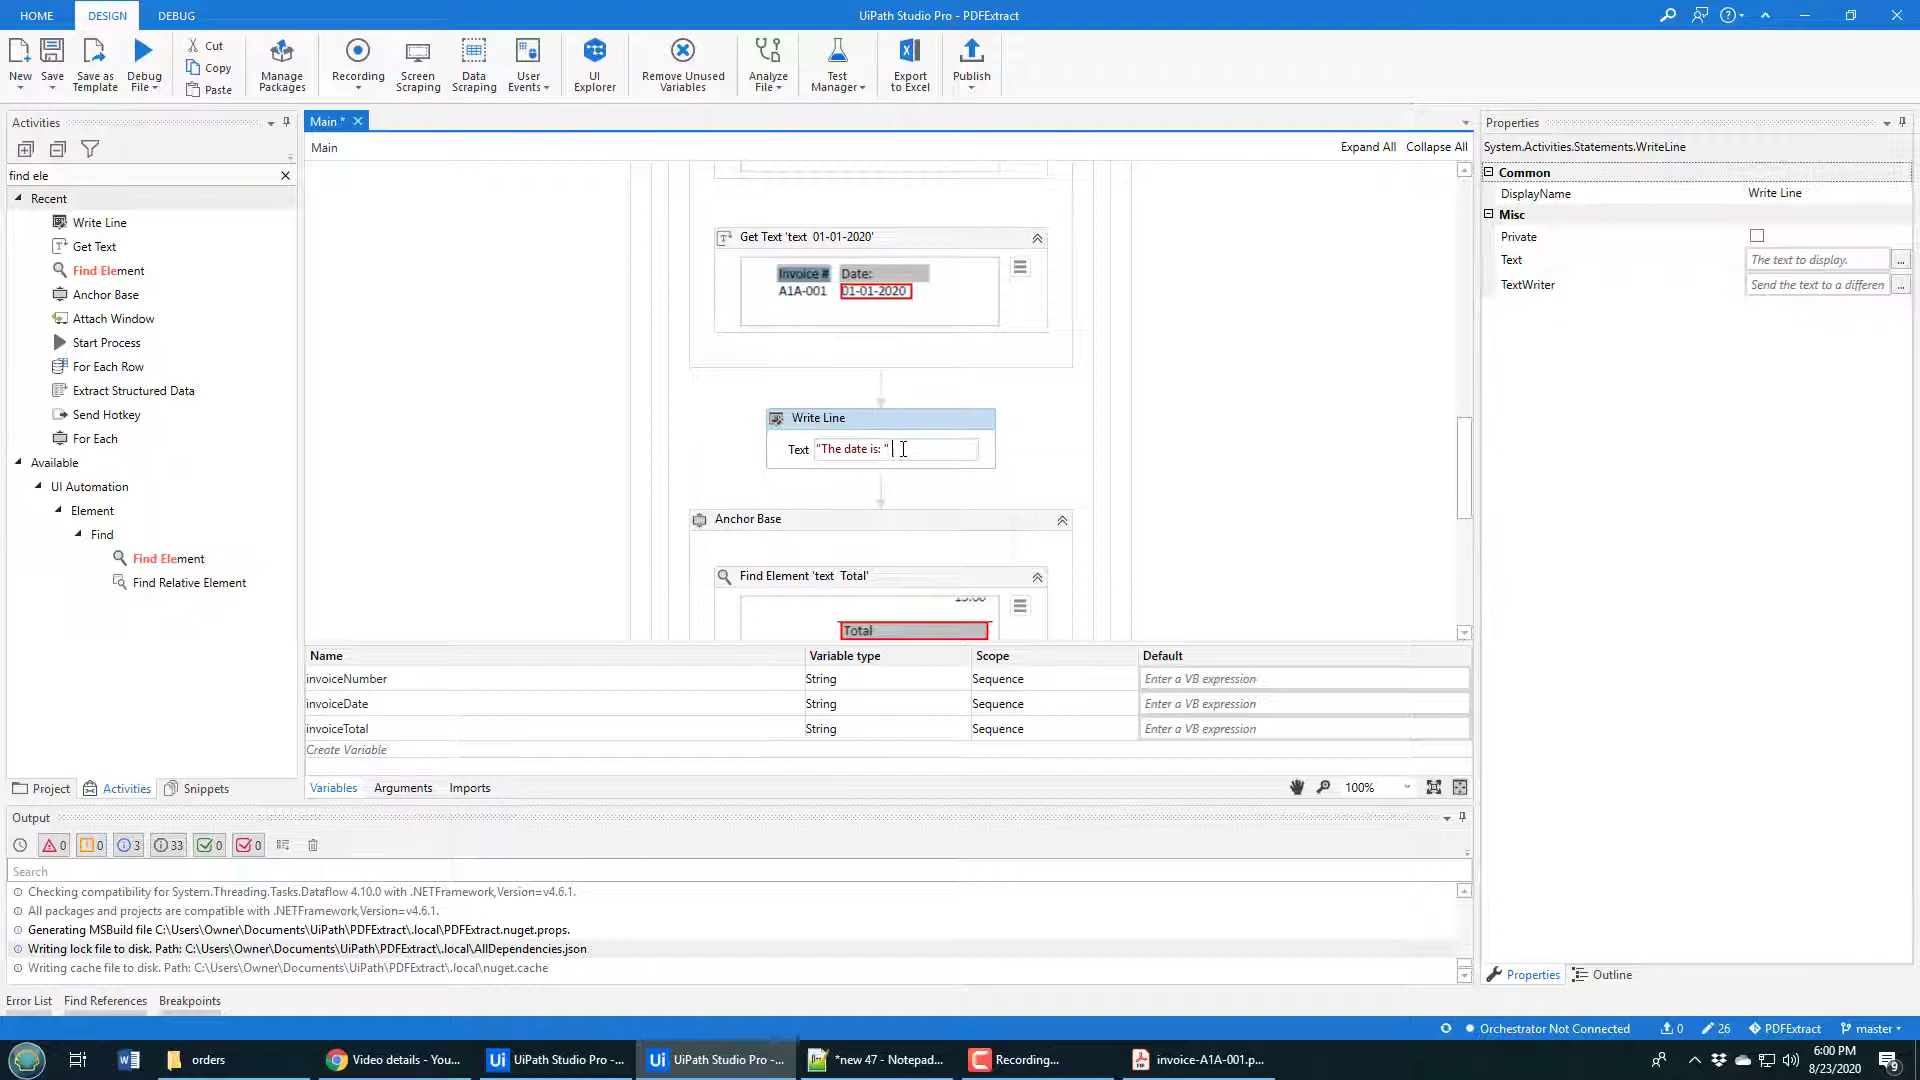 HOME
DESIGN
DEBUG
UiPath Studio Pro - PDFExtract
New
Save
Save as Template
Debug File
Cut
Copy
Paste
Manage Packages
Recording
Screen Scraping
Data Scraping
User Events
UI Explorer
Remove Unused Variables
Analyze File
Test Manager
Export to Excel
Publish
Activities
find ele
Recent
Write Line
Get Text
Find Element
Anchor Base
Attach Window
Start Process
For Each Row
Extract Structured Data
Send Hotkey
For Each
Available
UI Automation
Element
Find
Find Element
Find Relative Element
Project
Activities
Snippets
Main *
Main
Expand All
Collapse All
Get Text 'text 01-01-2020'
Invoice # Date:
A1A-001 01-01-2020
Write Line
Text "The date is: "
Anchor Base
Find Element 'text Total'
15.00
Total
Name Variable type Scope Default
invoiceNumber String Sequence Enter a VB expression
invoiceDate String Sequence Enter a VB expression
invoiceTotal String Sequence Enter a VB expression
Create Variable
Variables Arguments Imports
100%
Properties
System.Activities.Statements.WriteLine
Common
DisplayName Write Line
Misc
Private
Text The text to display. ...
TextWriter Send the text to a differen ...
Properties
Outline
Output
0 0 3 33 0 0
Search
Checking compatibility for System.Threading.Tasks.Dataflow 4.10.0 with .NETFramework,Version=v4.6.1.
All packages and projects are compatible with .NETFramework,Version=v4.6.1.
Generating MSBuild file C:\Users\Owner\Documents\UiPath\PDFExtract\.local\PDFExtract.nuget.props.
Writing lock file to disk. Path: C:\Users\Owner\Documents\UiPath\PDFExtract\.local\AllDependencies.json
Writing cache file to disk. Path: C:\Users\Owner\Documents\UiPath\PDFExtract\.local\nuget.cache
Error List Find References Breakpoints
Orchestrator Not Connected
0
26
PDFExtract
master
orders
Video details - You...
UiPath Studio Pro -...
UiPath Studio Pro -...
*new 47 - Notepad...
Recording...
invoice-A1A-001.p...
6:00 PM
8/23/2020
9